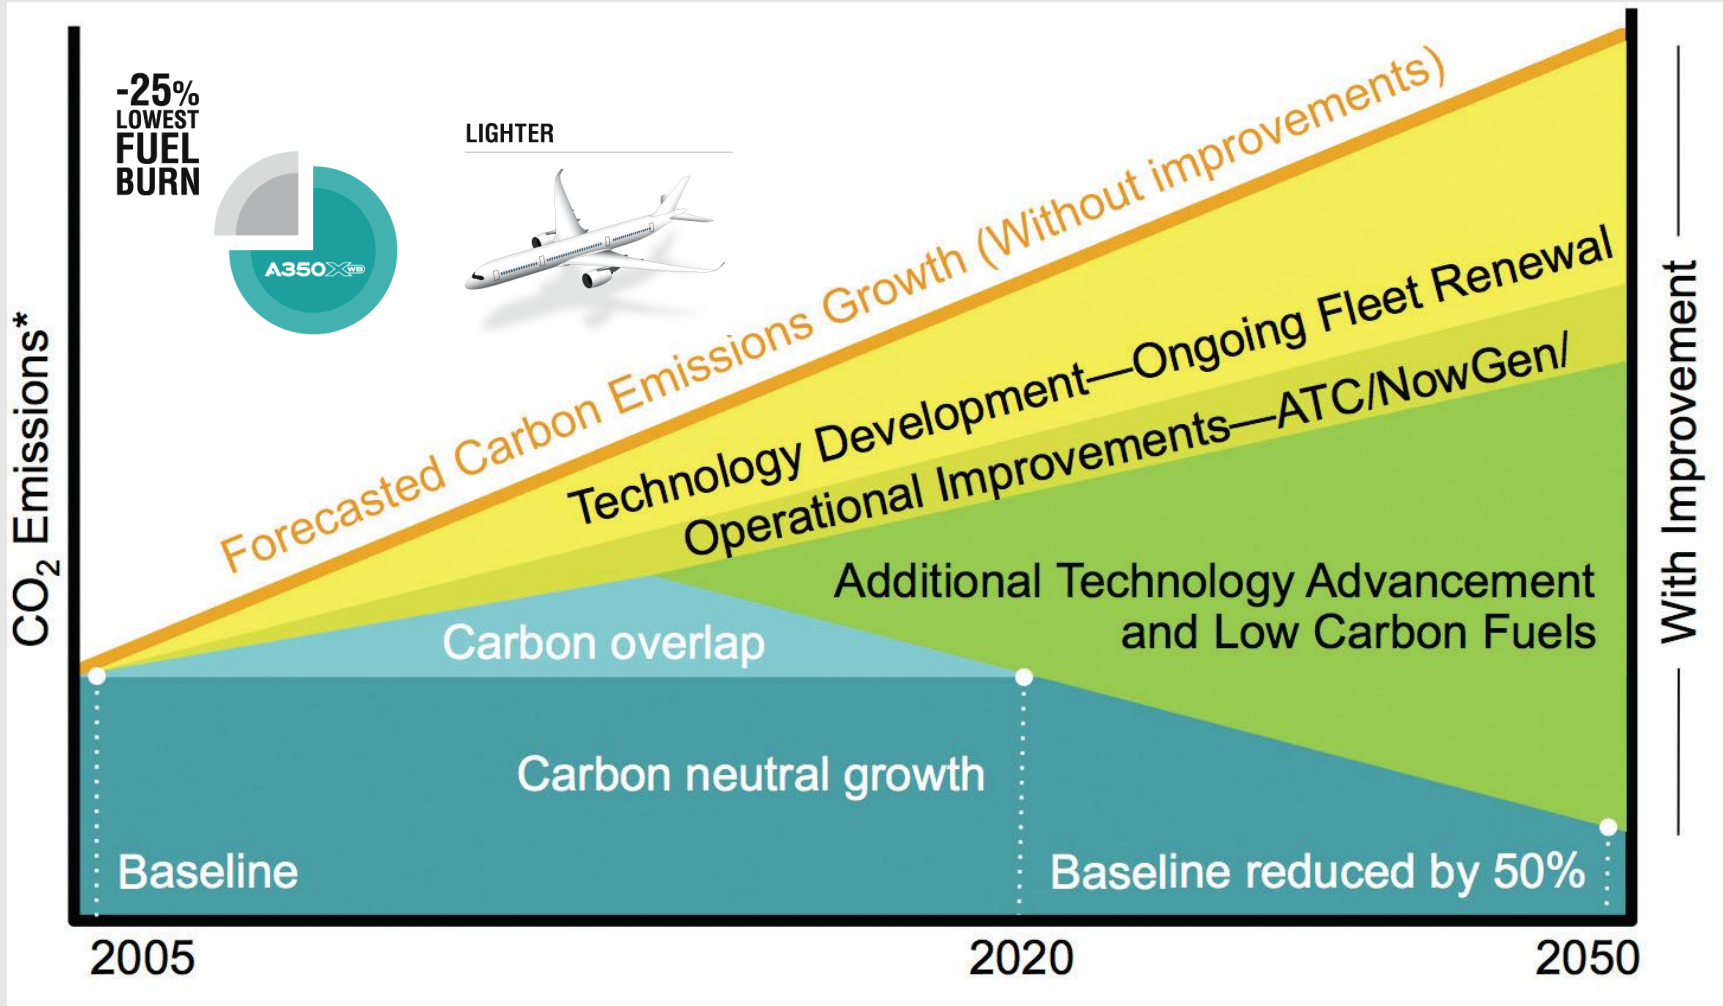 -25%
LOWEST
FUEL
BURN
A350XWB
LIGHTER
CO₂ Emissions*
Forecasted Carbon Emissions Growth (Without improvements)
Technology Development—Ongoing Fleet Renewal
Operational Improvements—ATC/NowGen/
Additional Technology Advancement
and Low Carbon Fuels
Carbon overlap
Carbon neutral growth
Baseline
Baseline reduced by 50%
With Improvement
2005
2020
2050